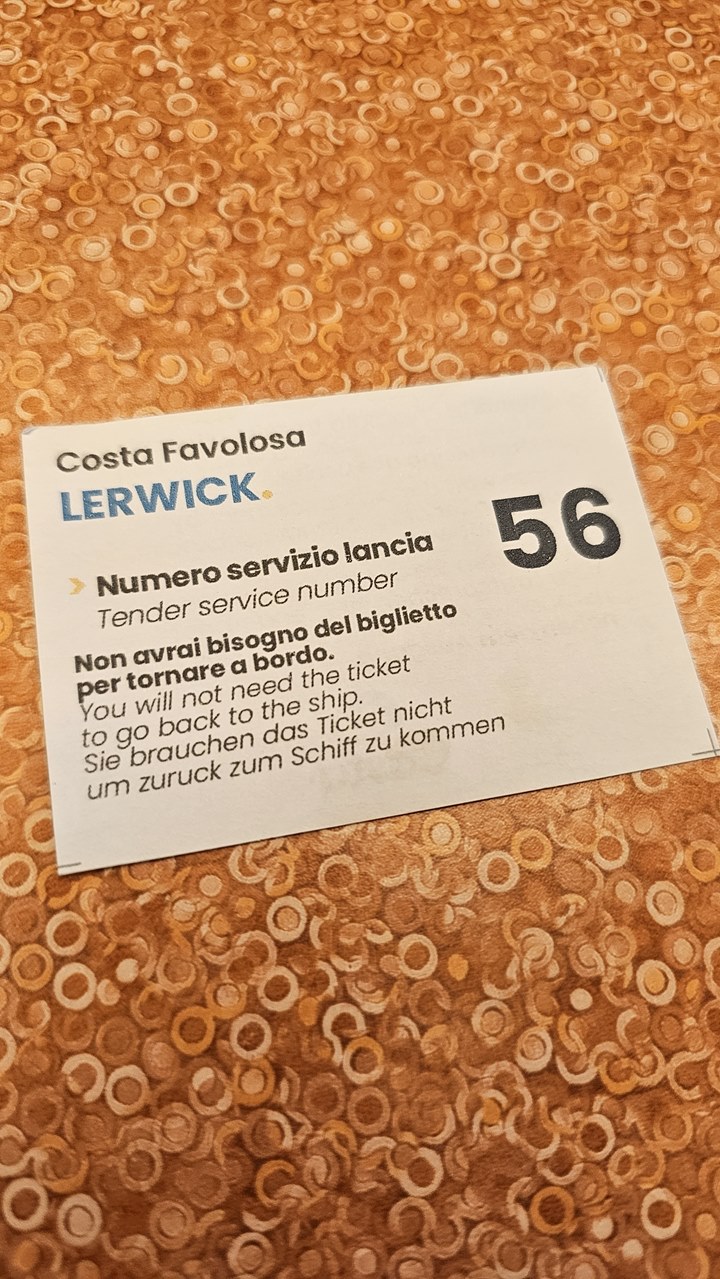 Costa Favolosa
LERWICK.
56
› Numero servizio lancia
Tender service number
Non avrai bisogno del biglietto
per tornare a bordo.
You will not need the ticket
to go back to the ship.
Sie brauchen das Ticket nicht
um zuruck zum Schiff zu kommen